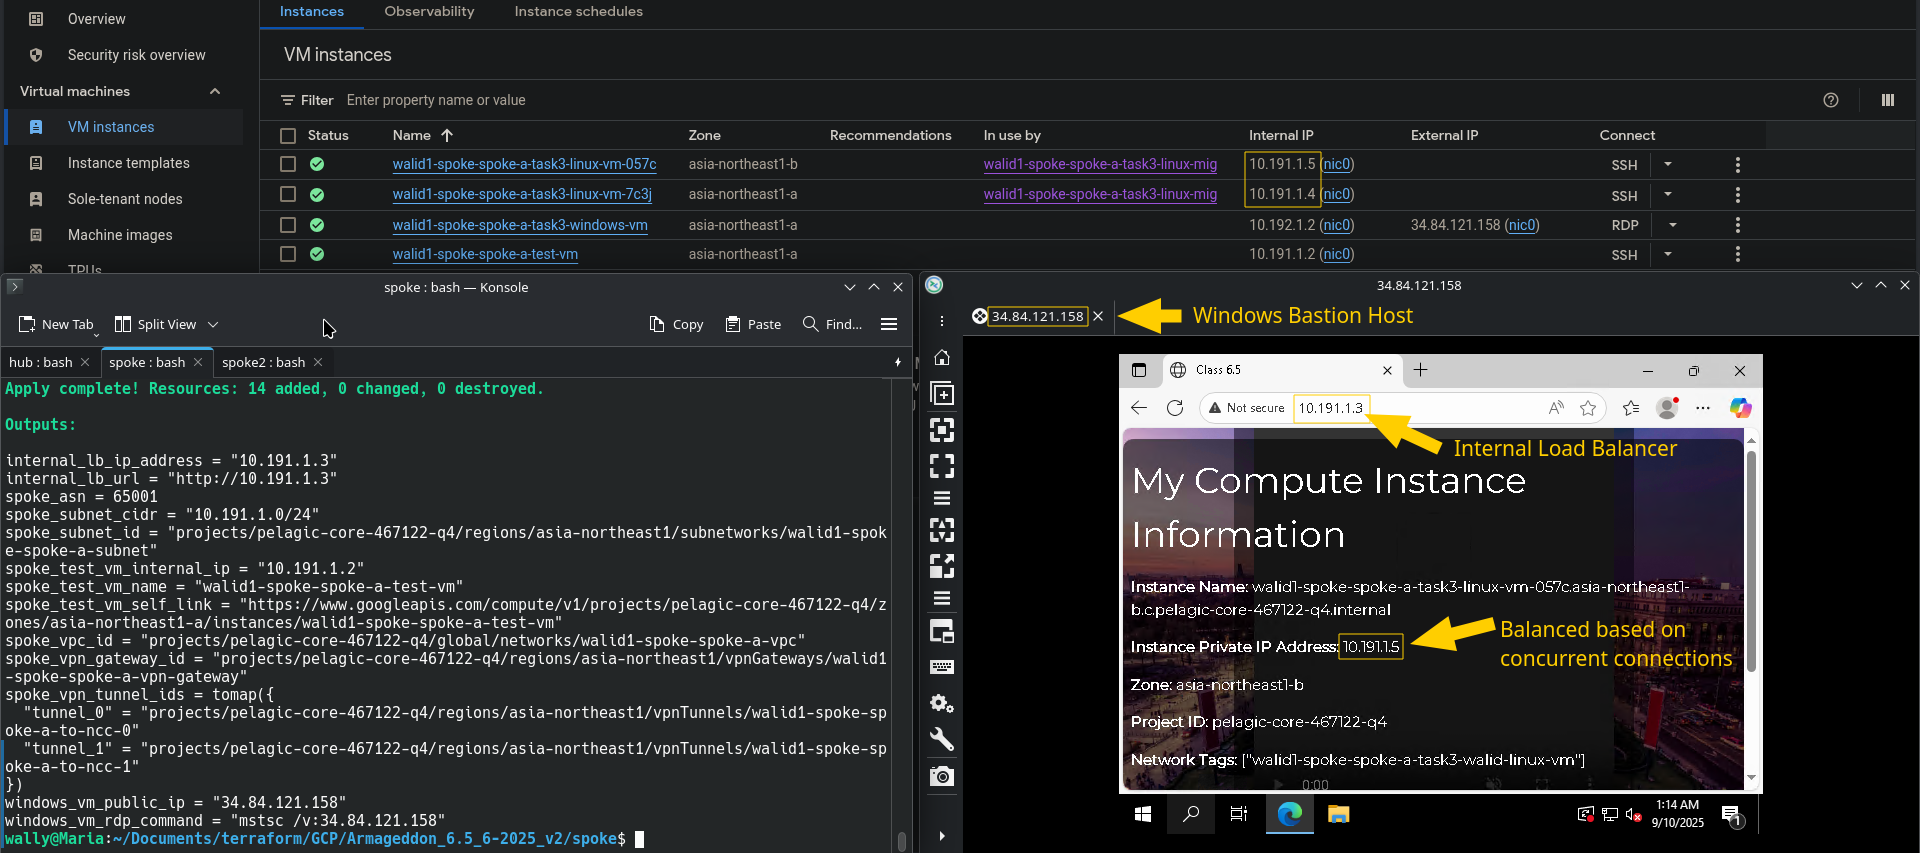 Overview
Security risk overview
Virtual machines
VM instances
Instance templates
Sole-tenant nodes
Machine images
TPUs
Instances Observability Instance schedules
VM instances
Filter Enter property name or value
Status Name Zone Recommendations In use by Internal IP External IP Connect
walid1-spoke-spoke-a-task3-linux-vm-057c asia-northeast1-b walid1-spoke-spoke-a-task3-linux-mig 10.191.1.5 (nic0) SSH
walid1-spoke-spoke-a-task3-linux-vm-7c3j asia-northeast1-a walid1-spoke-spoke-a-task3-linux-mig 10.191.1.4 (nic0) SSH
walid1-spoke-spoke-a-task3-windows-vm asia-northeast1-a 10.192.1.2 (nic0) 34.84.121.158 (nic0) RDP
walid1-spoke-spoke-a-test-vm asia-northeast1-a 10.191.1.2 (nic0) SSH
spoke : bash — Konsole
New Tab Split View Copy Paste Find...
hub : bash spoke : bash spoke2 : bash
Apply complete! Resources: 14 added, 0 changed, 0 destroyed.
Outputs:
internal_lb_ip_address = "10.191.1.3"
internal_lb_url = "http://10.191.1.3"
spoke_asn = 65001
spoke_subnet_cidr = "10.191.1.0/24"
spoke_subnet_id = "projects/pelagic-core-467122-q4/regions/asia-northeast1/subnetworks/walid1-spok
e-spoke-a-subnet"
spoke_test_vm_internal_ip = "10.191.1.2"
spoke_test_vm_name = "walid1-spoke-spoke-a-test-vm"
spoke_test_vm_self_link = "https://www.googleapis.com/compute/v1/projects/pelagic-core-467122-q4/z
ones/asia-northeast1-a/instances/walid1-spoke-spoke-a-test-vm"
spoke_vpc_id = "projects/pelagic-core-467122-q4/global/networks/walid1-spoke-spoke-a-vpc"
spoke_vpn_gateway_id = "projects/pelagic-core-467122-q4/regions/asia-northeast1/vpnGateways/walid1
-spoke-spoke-a-vpn-gateway"
spoke_vpn_tunnel_ids = tomap({
"tunnel_0" = "projects/pelagic-core-467122-q4/regions/asia-northeast1/vpnTunnels/walid1-spoke-sp
oke-a-to-ncc-0"
"tunnel_1" = "projects/pelagic-core-467122-q4/regions/asia-northeast1/vpnTunnels/walid1-spoke-sp
oke-a-to-ncc-1"
})
windows_vm_public_ip = "34.84.121.158"
windows_vm_rdp_command = "mstsc /v:34.84.121.158"
wally@Maria:~/Documents/terraform/GCP/Armageddon_6.5_6-2025_v2/spoke$
34.84.121.158
34.84.121.158 Windows Bastion Host
Class 6.5
Not secure 10.191.1.3
Internal Load Balancer
My Compute Instance
Information
Instance Name: walid1-spoke-spoke-a-task3-linux-vm-057c.asia-northeast1-
b.c.pelagic-core-467122-q4.internal
Instance Private IP Address: 10.191.1.5
Balanced based on
concurrent connections
Zone: asia-northeast1-b
Project ID: pelagic-core-467122-q4
Network Tags: ["walid1-spoke-spoke-a-task3-walid-linux-vm"]
0:00
1:14 AM
9/10/2025
1